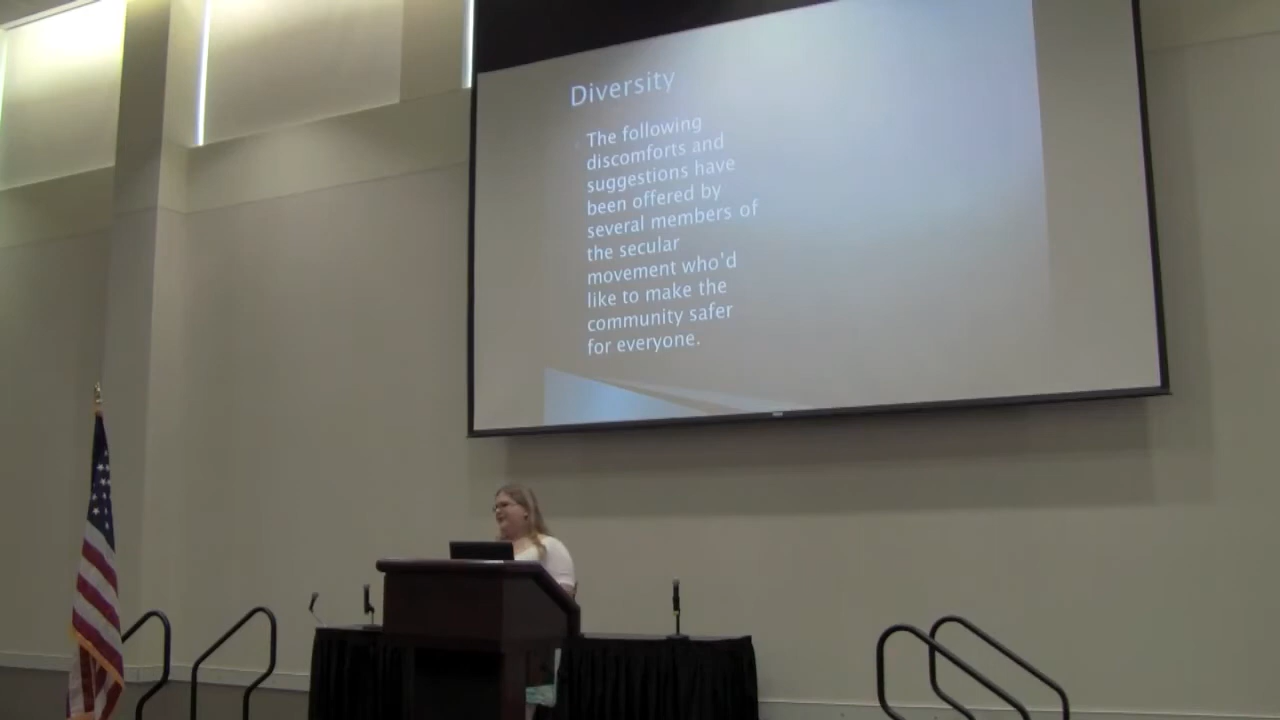 Diversity
The following
discomforts and
suggestions have
been offered by
several members of
the secular
movement who'd
like to make the
community safer
for everyone.